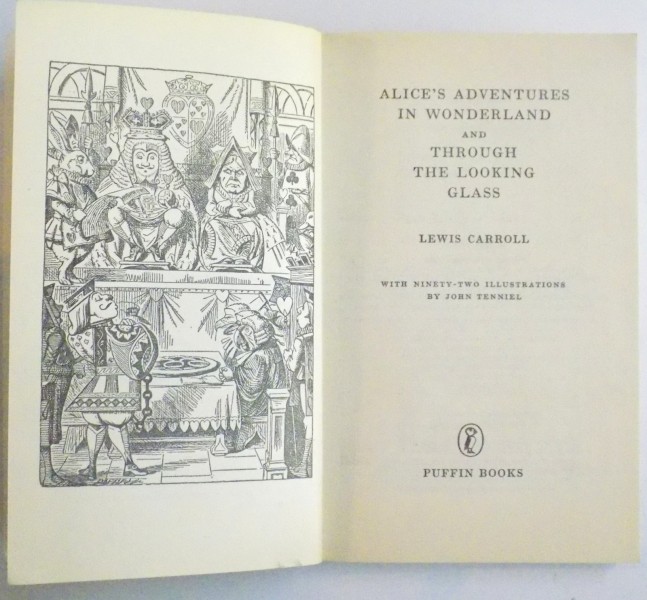 ALICE'S ADVENTURES
IN WONDERLAND
AND
THROUGH
THE LOOKING
GLASS
LEWIS CARROLL
WITH NINETY-TWO ILLUSTRATIONS
BY JOHN TENNIEL
PUFFIN BOOKS